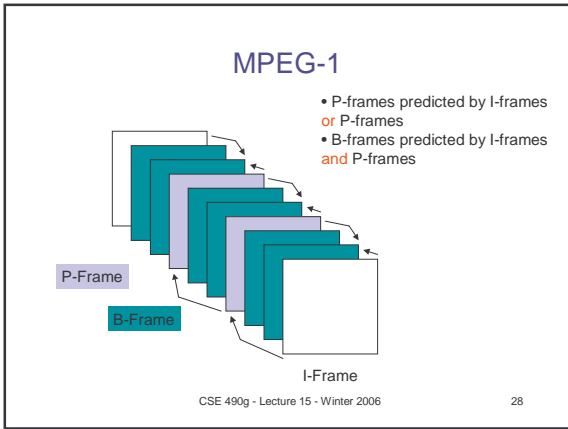 MPEG-1
• P-frames predicted by I-frames
or P-frames
• B-frames predicted by I-frames
and P-frames
P-Frame
B-Frame
I-Frame
CSE 490g - Lecture 15 - Winter 2006
28